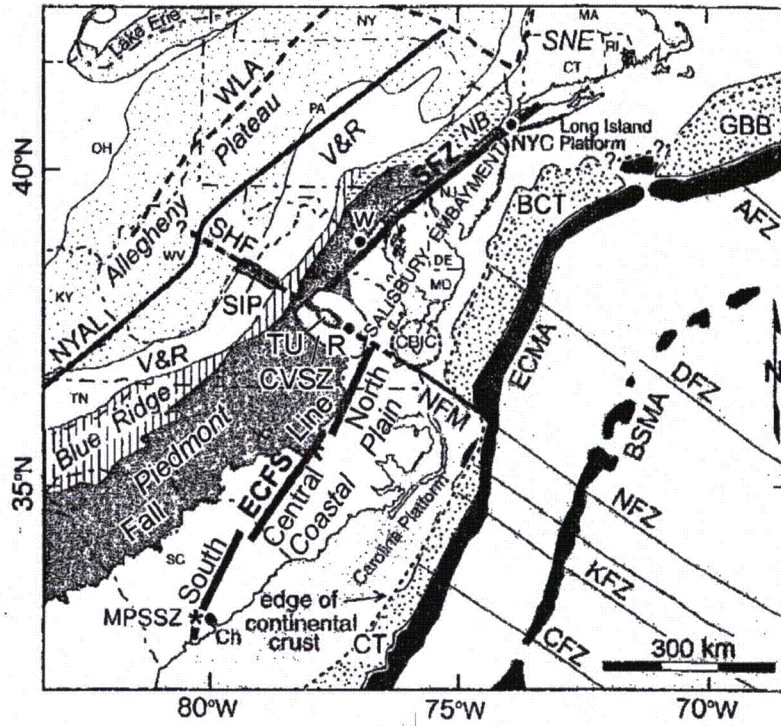 NY
MA
Lake Erie
SNE
RI
CT
WLA
PA
NB
GBB
OH
Plateau
V&R
NYC
Long Island
Platform
SFZ
40°N
NJ
?
?
BCT
AFZ
W
EMBAYMENT
?
SHF
Allegheny
WV
DE
MD
KY
SIP
SALISBURY
NYAL
TU
R
CBIC
ECMA
V&R
CVSZ
DFZ
N
TN
Blue Ridge
North
Plain
NFM
BSMA
Piedmont
Line
35°N
Fall
ECFS
Central
Coastal
NFZ
Carolina Platform
SC
South
KFZ
edge of
continental
crust
MPSSZ
*
Ch
CT
CFZ
300 km
80°W
75°W
70°W